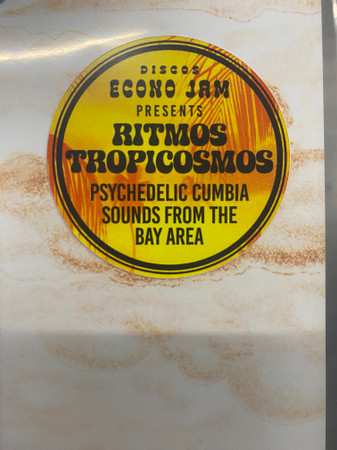 DISCOS
ECONO JAM
PRESENTS
RITMOS
TROPICOSMOS
PSYCHEDELIC CUMBIA
SOUNDS FROM THE
BAY AREA